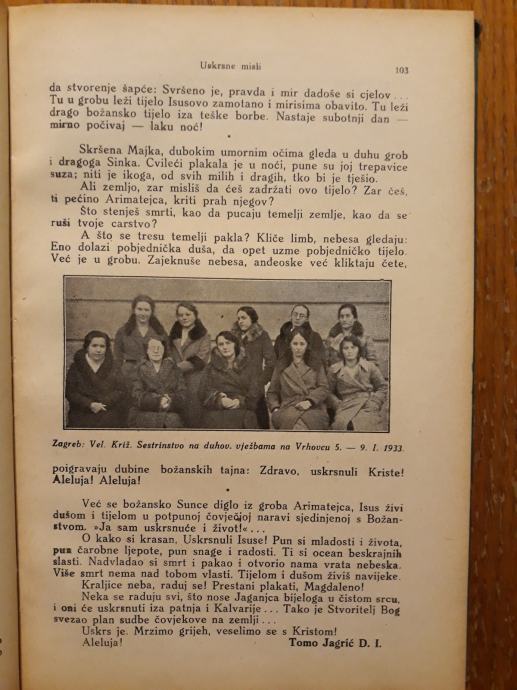 Uskrsne misli 103
da stvorenje šapće: Svršeno je, pravda i mir dadoše si cjelov...
Tu u grobu leži tijelo Isusovo zamotano i mirisima obavito. Tu leži
drago božansko tijelo iza teške borbe. Nastaje subotnji dan —
mirno počivaj — laku noć!
*
Skršena Majka, dubokim umornim očima gleda u duhu grob
i dragoga Sinka. Cvileći plakala je u noći, pune su joj trepavice
suza; niti je ikoga, od svih milih i dragih, tko bi je tješio.
Ali zemljo, zar misliš da ćeš zadržati ovo tijelo? Zar ćeš,
ti pećino Arimatejca, kriti prah njegov?
Što stenješ smrti, kao da pucaju temelji zemlje, kao da se
ruši tvoje carstvo?
A što se tresu temelji pakla? Kliče limb, nebesa gledaju:
Eno dolazi pobjednička duša, da opet uzme pobjedničko tijelo.
Već je u grobu. Zajeknuše nebesa, anđeoske već kliktaju čete,
Zagreb: Vel. Križ. Sestrinstvo na duhov. vježbama na Vrhovcu 5. — 9. I. 1933.
poigravaju dubine božanskih tajna: Zdravo, uskrsnuli Kriste!
Aleluja! Aleluja!
*
Već se božansko Sunce diglo iz groba Arimatejca, Isus živi
dušom i tijelom u potpunoj čovječjoj naravi sjedinjenoj s Božan-
stvom. »Ja sam uskrsnuće i život!«...
O kako si krasan, Uskrsnuli Isuse! Pun si mladosti i života,
pun čarobne ljepote, pun snage i radosti. Ti si ocean beskrajnih
slasti. Nadvladao si smrt i pakao i otvorio nama vrata nebeska.
Više smrt nema nad tobom vlasti. Tijelom i dušom živiš navijeke.
Kraljice neba, raduj se! Prestani plakati, Magdaleno!
Neka se raduju svi, što nose Jaganjca bijeloga u čistom srcu,
i oni će uskrsnuti iza patnja i Kalvarije... Tako je Stvoritelj Bog
svezao plan sudbe čovjekove na zemlji...
Uskrs je. Mrzimo grijeh, veselimo se s Kristom!
Aleluja! Tomo Jagrić D. I.